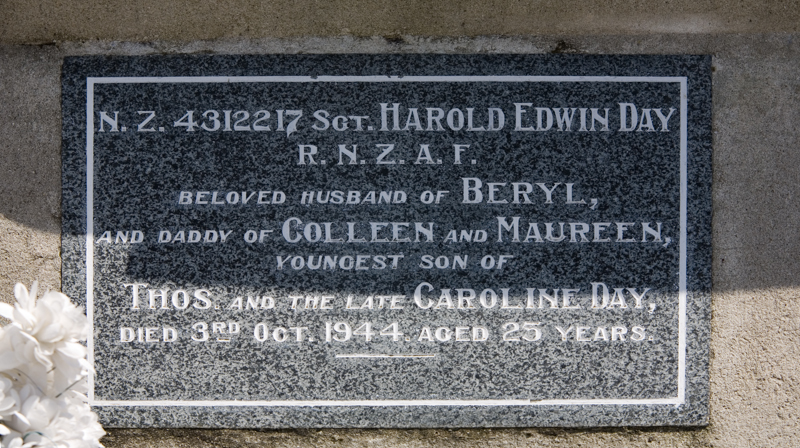 N. Z. 4312217 SGT. HAROLD EDWIN DAY
R. N. Z. A. F.
BELOVED HUSBAND OF BERYL,
AND DADDY OF COLLEEN AND MAUREEN,
YOUNGEST SON OF
THOS. AND THE LATE CAROLINE DAY,
DIED 3RD OCT. 1944. AGED 25 YEARS.